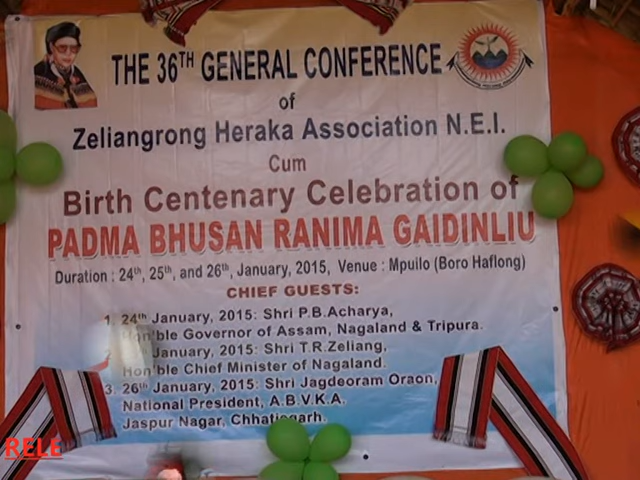 THE 36TH GENERAL CONFERENCE
of
Zeliangrong Heraka Association N.E.I.
Cum
Birth Centenary Celebration of
PADMA BHUSAN RANIMA GAIDINLIU
Duration : 24th, 25th, and 26th, January, 2015, Venue : Mpuilo (Boro Haflong)
CHIEF GUESTS:
1. 24th January, 2015: Shri P.B.Acharya,
Hon'ble Governor of Assam, Nagaland & Tripura.
January, 2015: Shri T.R.Zeliang,
Hon'ble Chief Minister of Nagaland.
3. 26th January, 2015: Shri Jagdeoram Oraon,
National President, A.B.V.K.A.
Jaspur Nagar, Chhatisgarh.
RELE